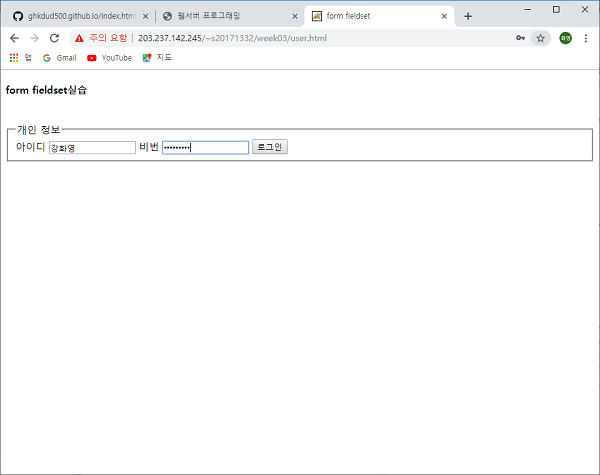 ghkdud500.github.io/index.html
웹서버 프로그래밍
form fieldset
주의 요함 | 203.237.142.245/~s20171332/week03/user.html
화영
앱 Gmail YouTube 지도
form fieldset실습
개인 정보
아이디 강화영 비번 ••••••••• 로그인